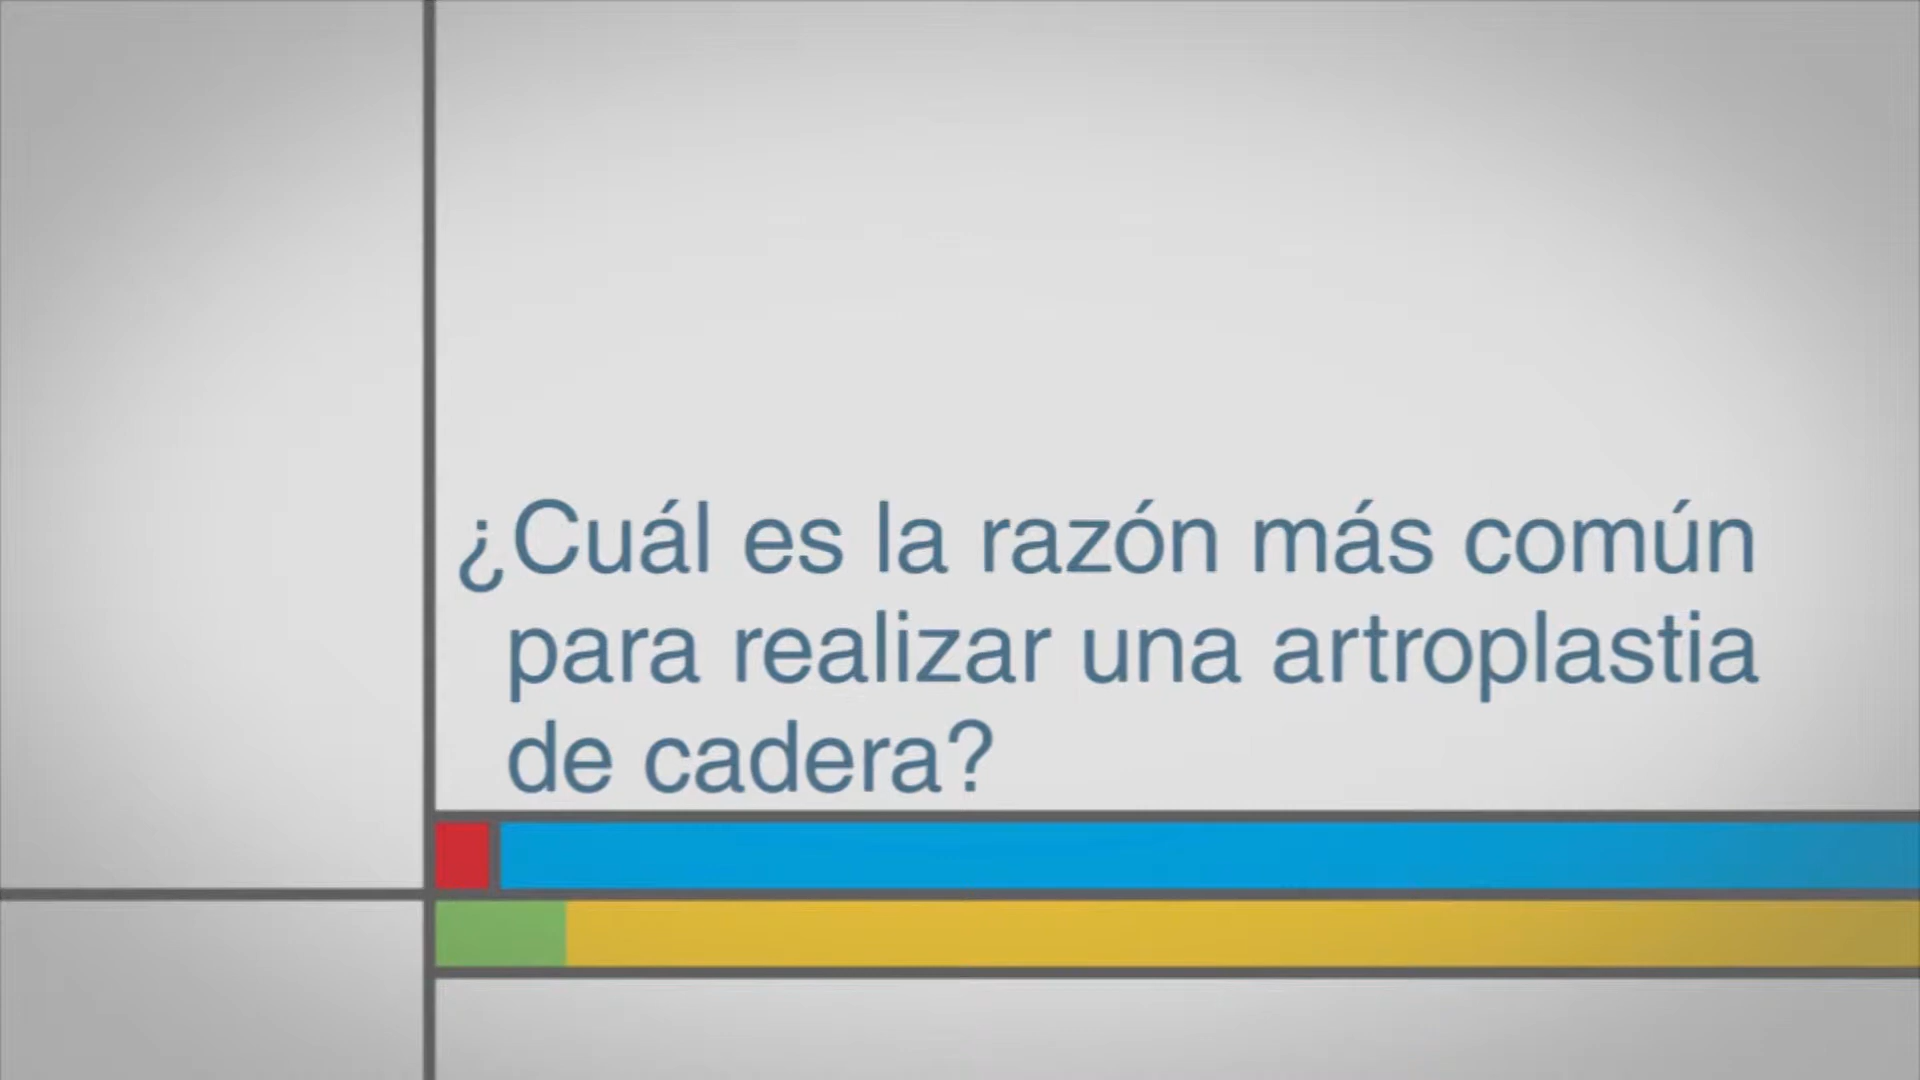 ¿Cuál es la razón más común
para realizar una artroplastia
de cadera?